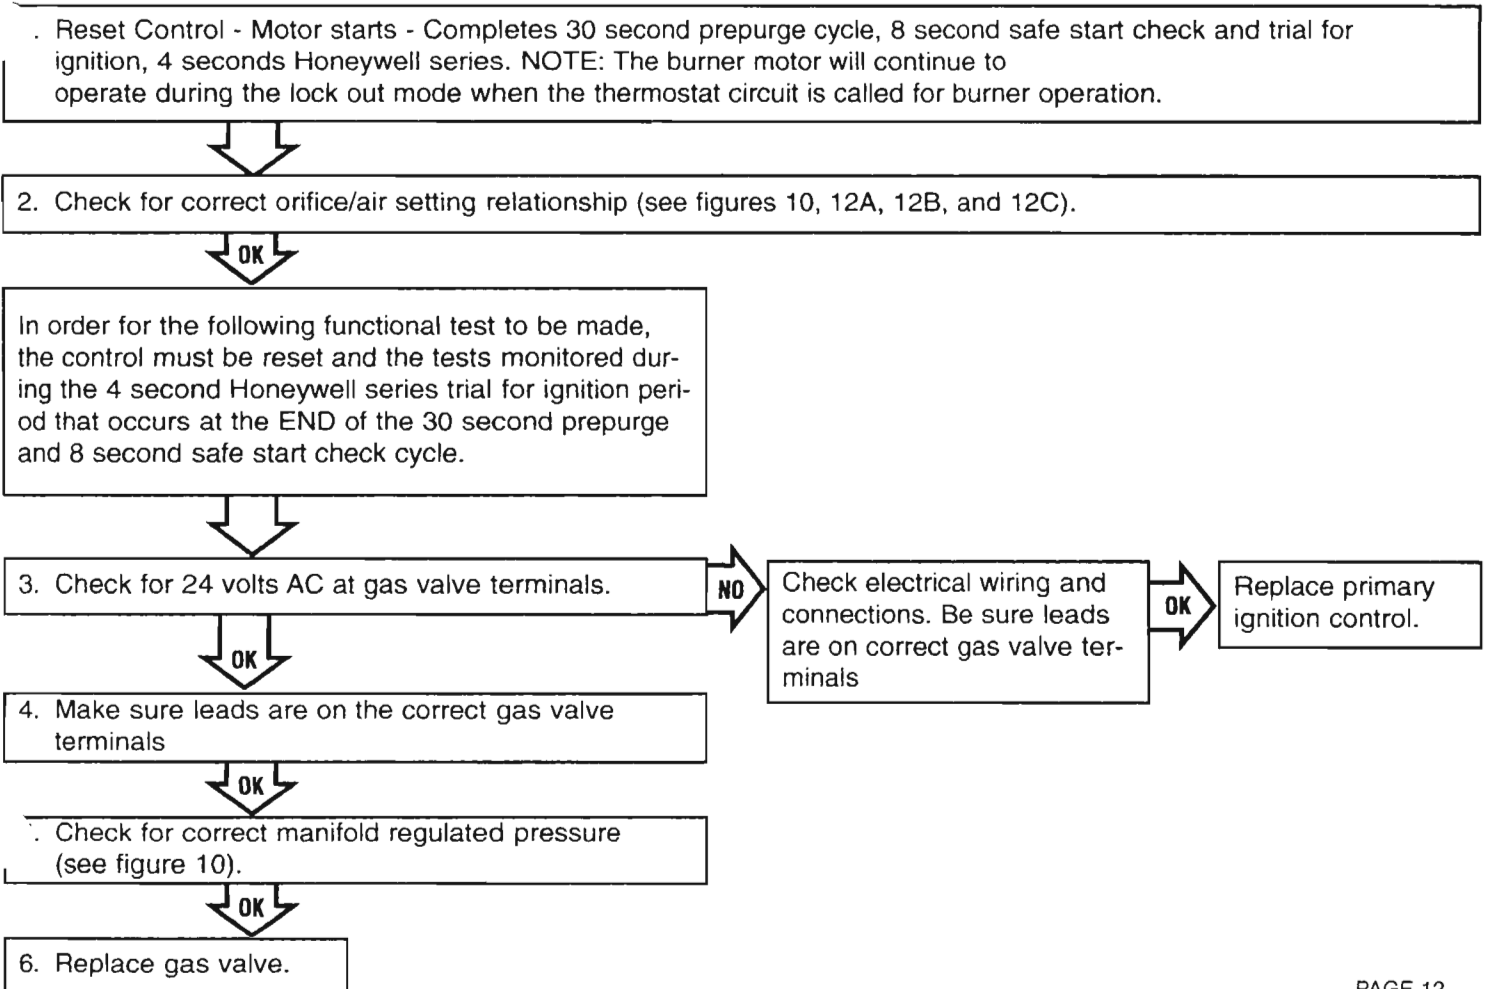 . Reset Control - Motor starts - Completes 30 second prepurge cycle, 8 second safe start check and trial for
ignition, 4 seconds Honeywell series. NOTE: The burner motor will continue to
operate during the lock out mode when the thermostat circuit is called for burner operation.
2. Check for correct orifice/air setting relationship (see figures 10, 12A, 12B, and 12C).
OK
In order for the following functional test to be made,
the control must be reset and the tests monitored dur-
ing the 4 second Honeywell series trial for ignition peri-
od that occurs at the END of the 30 second prepurge
and 8 second safe start check cycle.
3. Check for 24 volts AC at gas valve terminals.
NO
Check electrical wiring and
connections. Be sure leads
are on correct gas valve ter-
minals
OK
Replace primary
ignition control.
OK
4. Make sure leads are on the correct gas valve
terminals
OK
. Check for correct manifold regulated pressure
(see figure 10).
OK
6. Replace gas valve.
PAGE 12